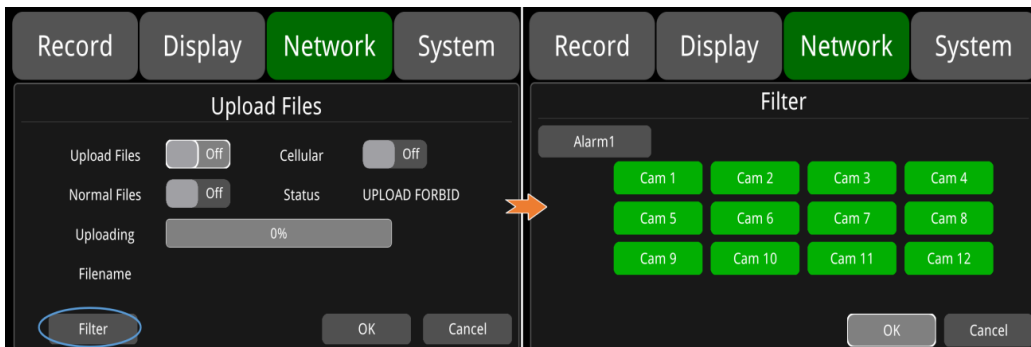 Record Display Network System
Upload Files
Upload Files Off Cellular Off
Normal Files Off Status UPLOAD FORBID
Uploading 0%
Filename
Filter OK Cancel
Record Display Network System
Filter
Alarm1
Cam 1 Cam 2 Cam 3 Cam 4
Cam 5 Cam 6 Cam 7 Cam 8
Cam 9 Cam 10 Cam 11 Cam 12
OK Cancel